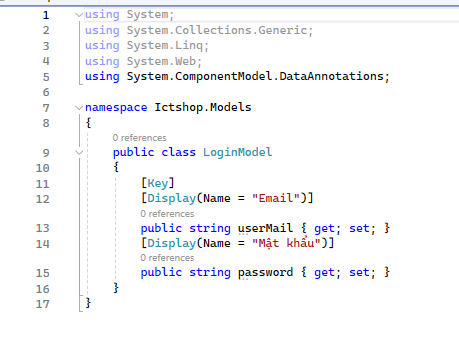 1 using System;
2 using System.Collections.Generic;
3 using System.Linq;
4 using System.Web;
5 using System.ComponentModel.DataAnnotations;
6
7 namespace Ictshop.Models
8 {
0 references
9 public class LoginModel
10 {
11 [Key]
12 [Display(Name = "Email")]
0 references
13 public string userMail { get; set; }
14 [Display(Name = "Mật khẩu")]
0 references
15 public string password { get; set; }
16 }
17 }